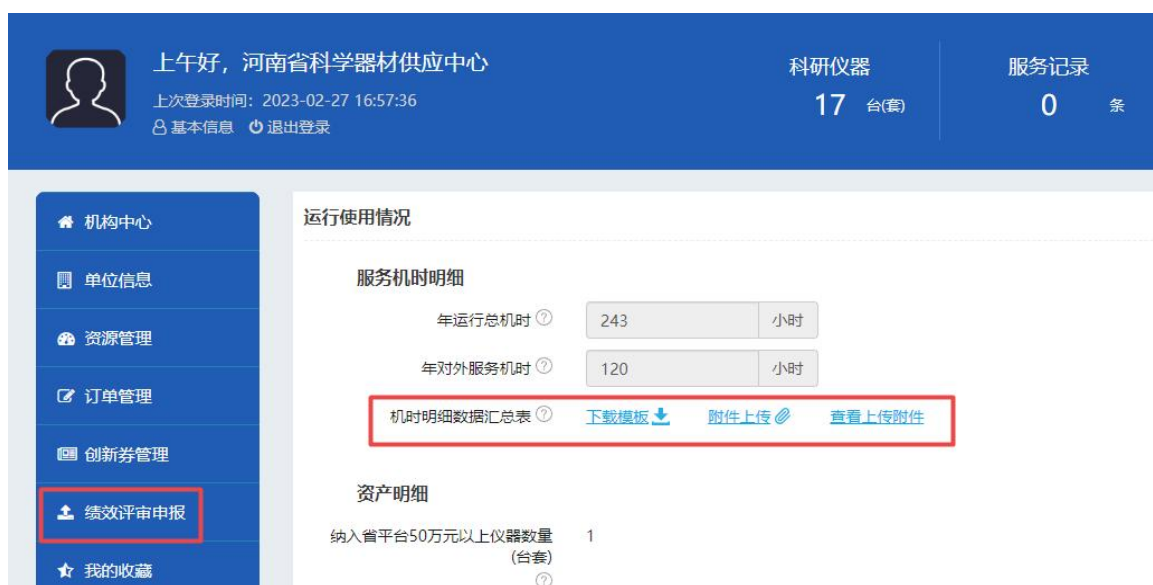 上午好，河南省科学器材供应中心
上次登录时间：2023-02-27 16:57:36
基本信息 退出登录
科研仪器
17 台(套)
服务记录
0 条
机构中心
单位信息
资源管理
订单管理
创新券管理
绩效评审申报
我的收藏
运行使用情况
服务机时明细
年运行总机时 ? 243 小时
年对外服务机时 ? 120 小时
机时明细数据汇总表 ? 下载模板 附件上传 查看上传附件
资产明细
纳入省平台50万元以上仪器数量 1
(台套)
?